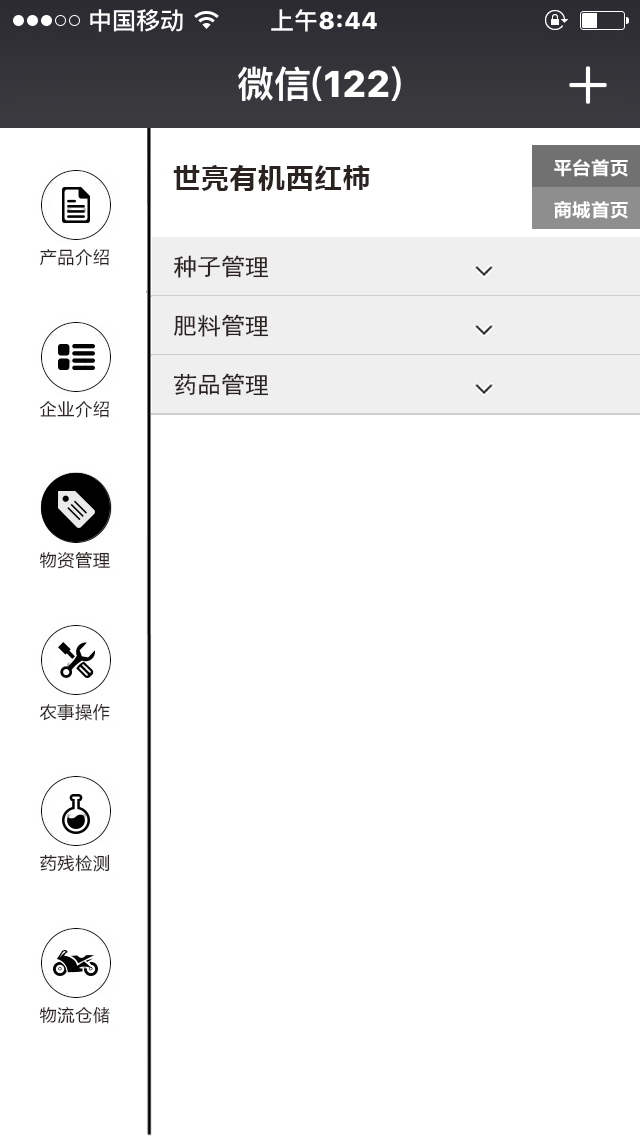 中国移动 上午8:44
微信(122)
产品介绍
企业介绍
物资管理
农事操作
药残检测
物流仓储
世亮有机西红柿
平台首页
商城首页
种子管理
肥料管理
药品管理